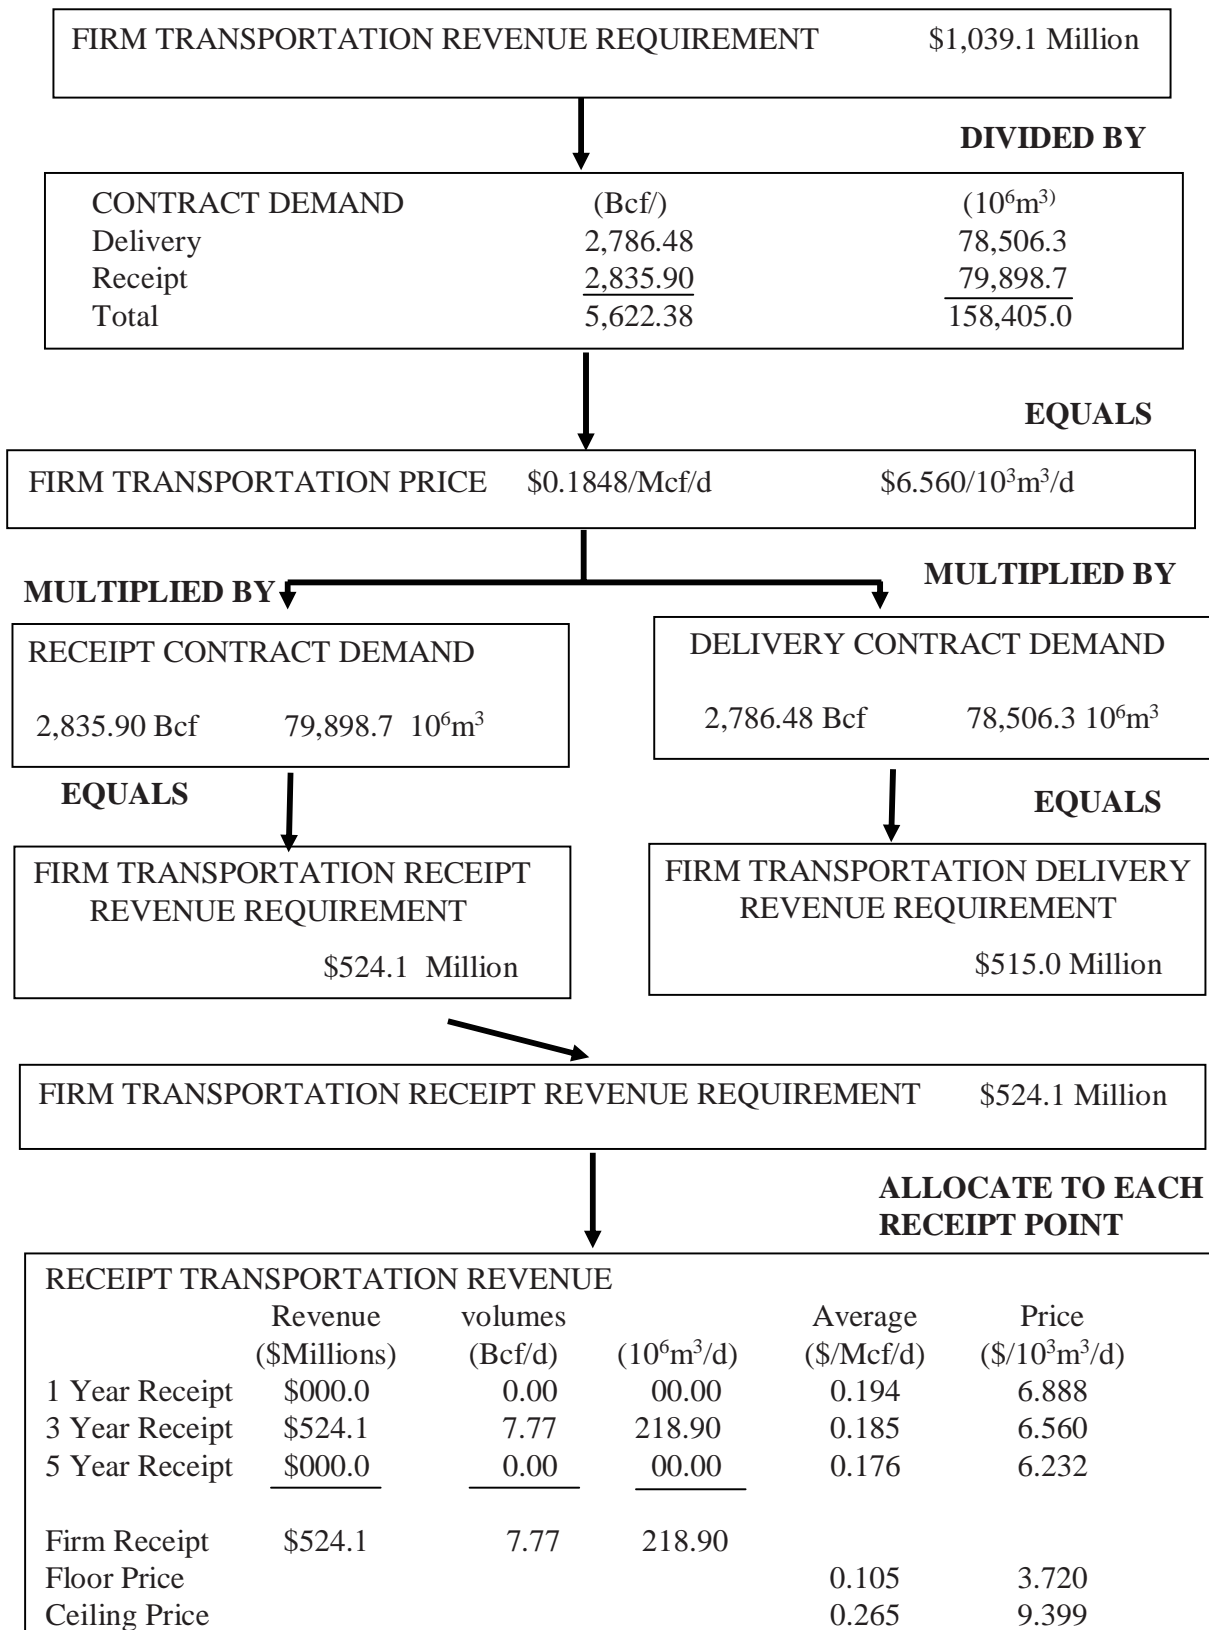 FIRM TRANSPORTATION REVENUE REQUIREMENT $1,039.1 Million
DIVIDED BY
CONTRACT DEMAND (Bcf/) (10⁶m³⁾
Delivery 2,786.48 78,506.3
Receipt 2,835.90 79,898.7
Total 5,622.38 158,405.0
EQUALS
FIRM TRANSPORTATION PRICE $0.1848/Mcf/d $6.560/10³m³/d
MULTIPLIED BY
RECEIPT CONTRACT DEMAND
2,835.90 Bcf 79,898.7 10⁶m³
EQUALS
FIRM TRANSPORTATION RECEIPT
REVENUE REQUIREMENT
$524.1 Million
MULTIPLIED BY
DELIVERY CONTRACT DEMAND
2,786.48 Bcf 78,506.3 10⁶m³
EQUALS
FIRM TRANSPORTATION DELIVERY
REVENUE REQUIREMENT
$515.0 Million
FIRM TRANSPORTATION RECEIPT REVENUE REQUIREMENT $524.1 Million
ALLOCATE TO EACH
RECEIPT POINT
RECEIPT TRANSPORTATION REVENUE
Revenue volumes Average Price
($Millions) (Bcf/d) (10⁶m³/d) ($/Mcf/d) ($/10³m³/d)
1 Year Receipt $000.0 0.00 00.00 0.194 6.888
3 Year Receipt $524.1 7.77 218.90 0.185 6.560
5 Year Receipt $000.0 0.00 00.00 0.176 6.232
Firm Receipt $524.1 7.77 218.90
Floor Price 0.105 3.720
Ceiling Price 0.265 9.399